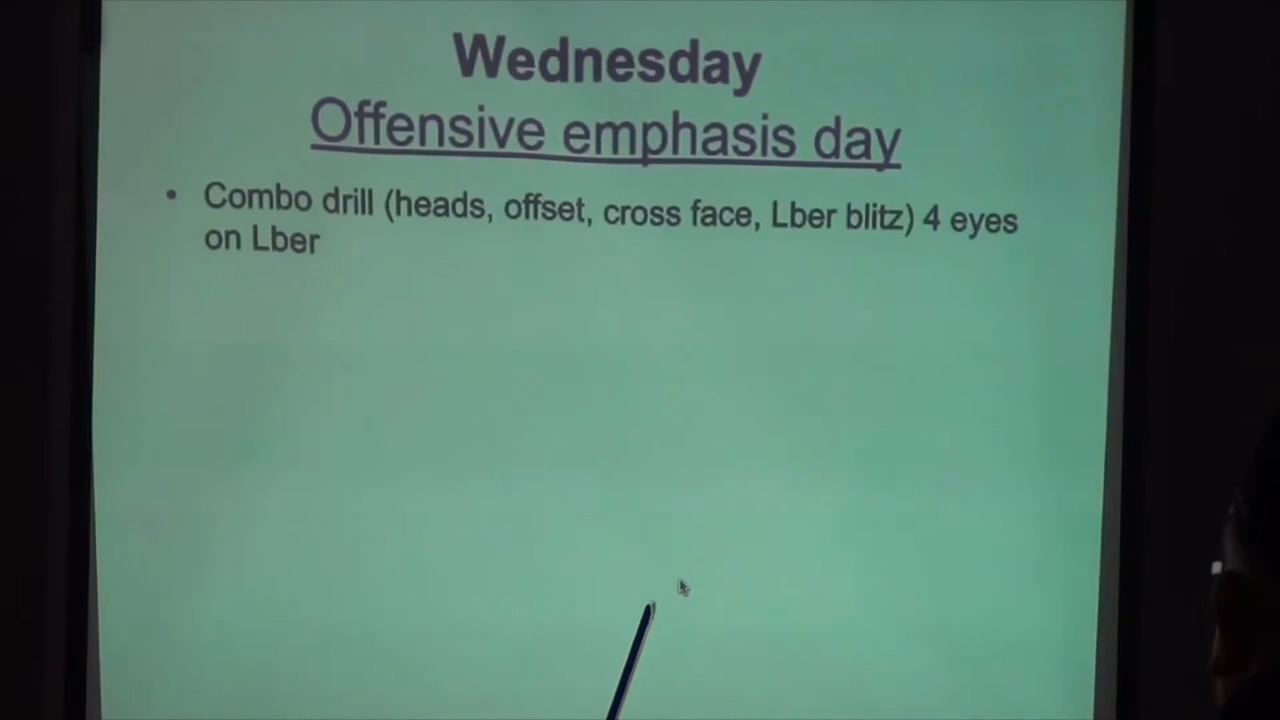 Wednesday
Offensive emphasis day
• Combo drill (heads, offset, cross face, Lber blitz) 4 eyes
on Lber